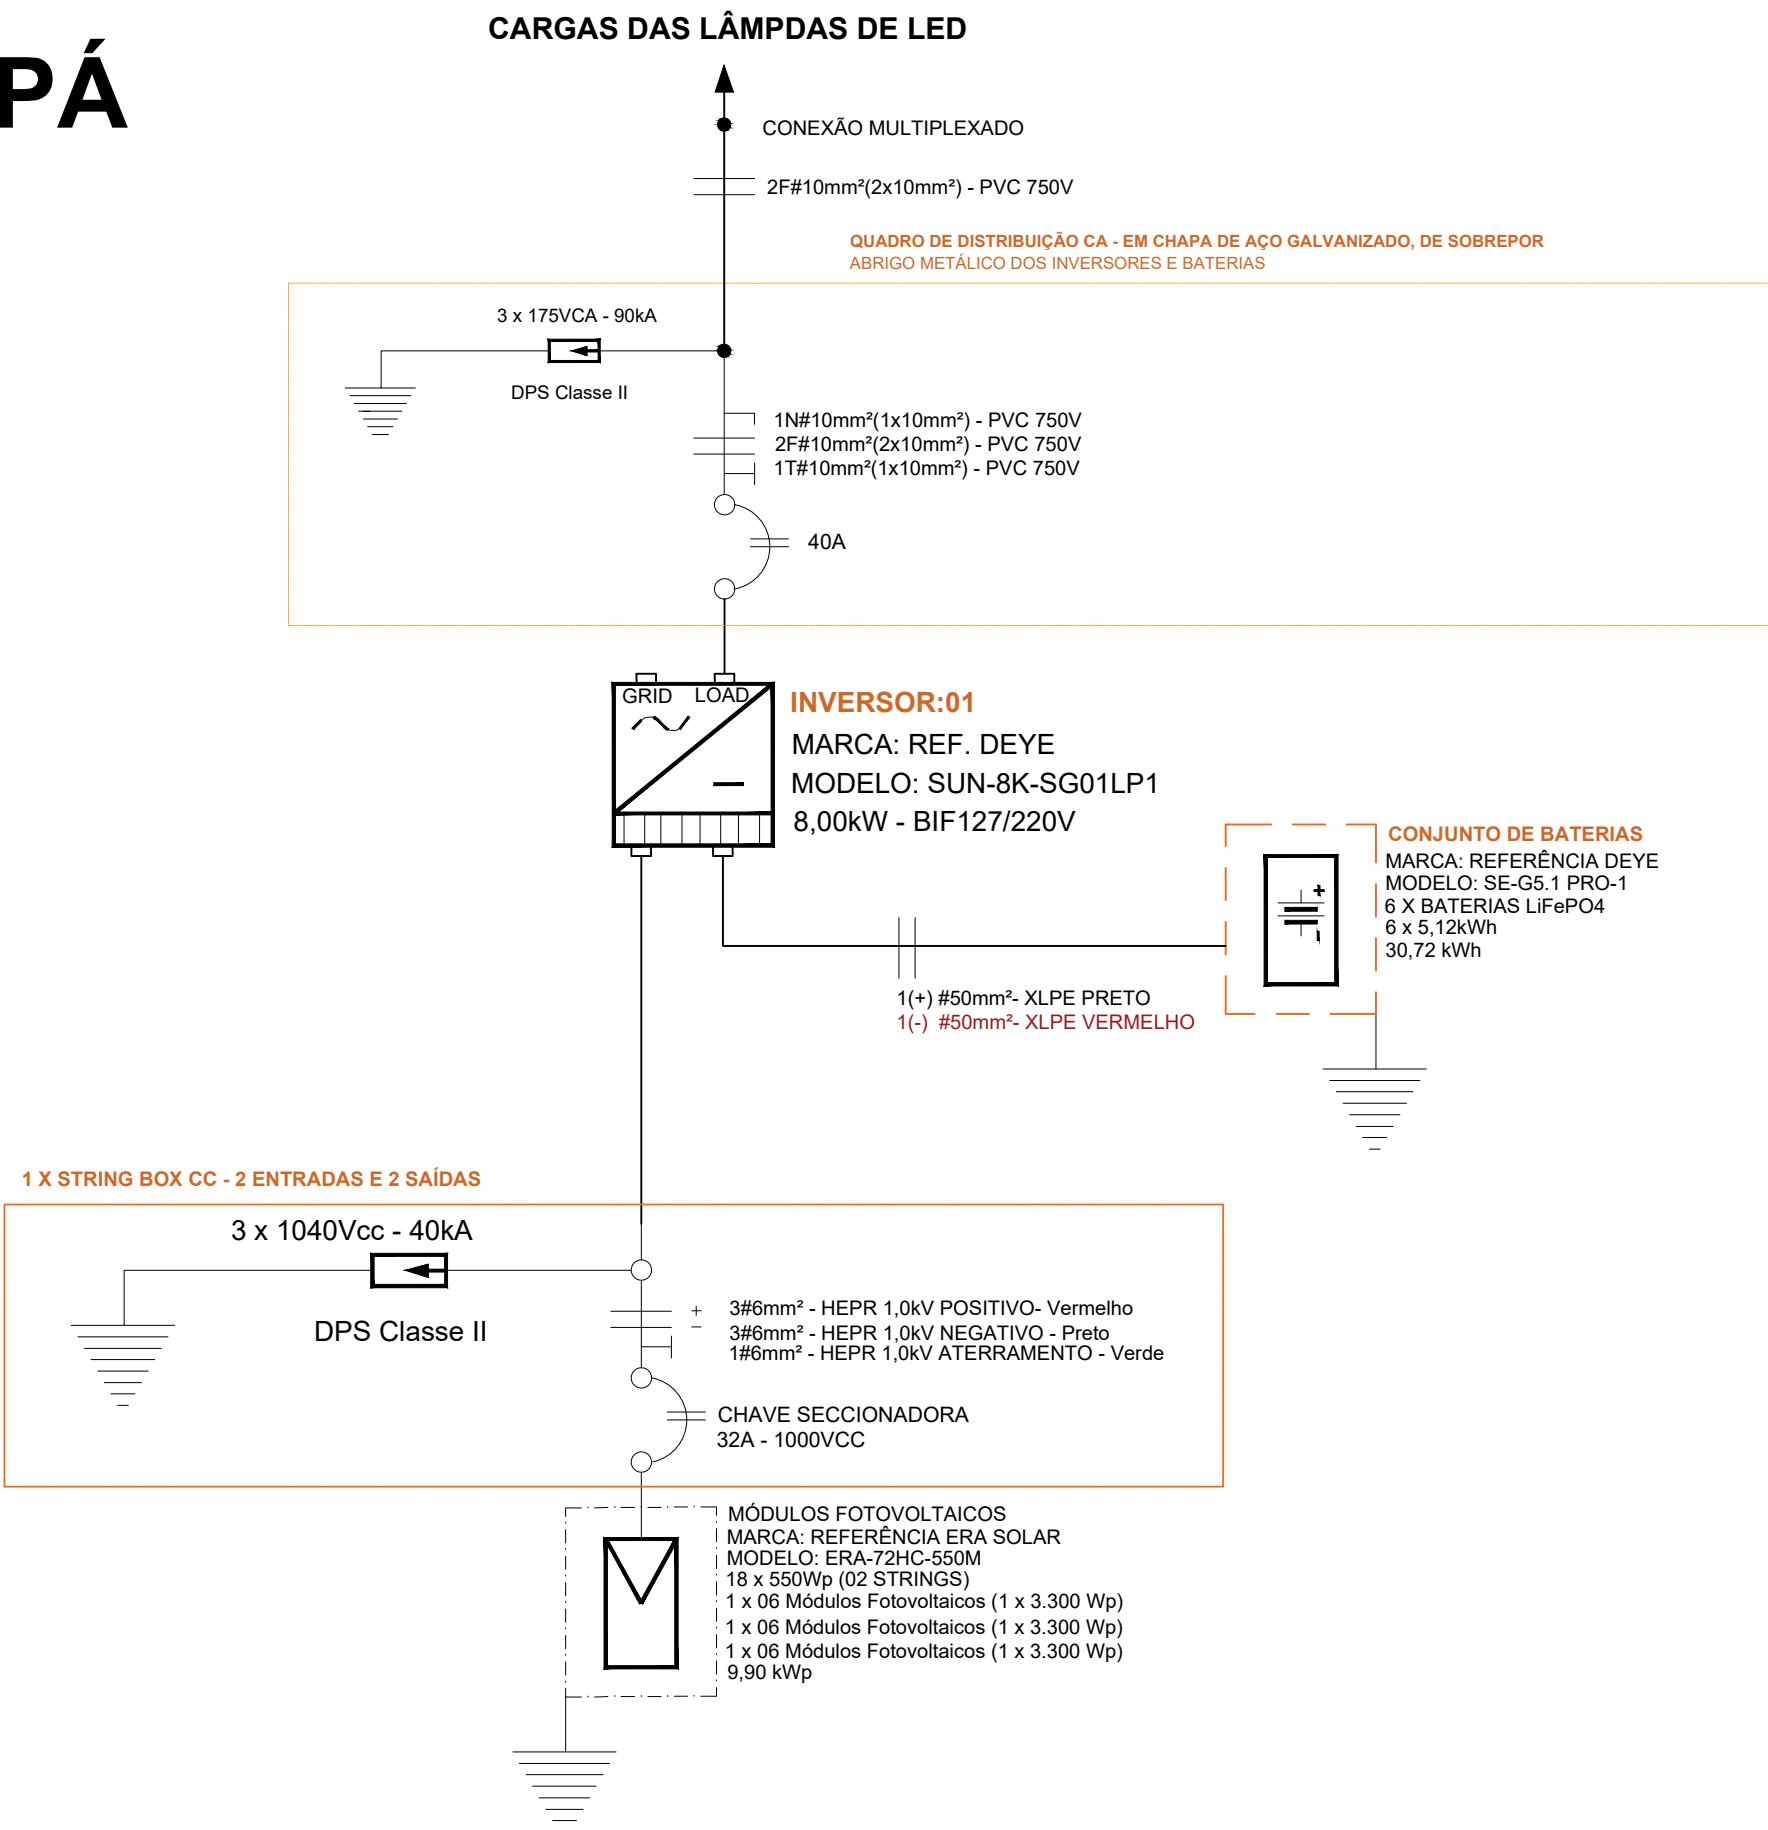 CARGAS DAS LÂMPDAS DE LED
PÁ
CONEXÃO MULTIPLEXADO
2F#10mm²(2x10mm²) - PVC 750V
QUADRO DE DISTRIBUIÇÃO CA - EM CHAPA DE AÇO GALVANIZADO, DE SOBREPOR
ABRIGO METÁLICO DOS INVERSORES E BATERIAS
3 x 175VCA - 90kA
DPS Classe II
1N#10mm²(1x10mm²) - PVC 750V
2F#10mm²(2x10mm²) - PVC 750V
1T#10mm²(1x10mm²) - PVC 750V
40A
GRID LOAD
INVERSOR:01
MARCA: REF. DEYE
MODELO: SUN-8K-SG01LP1
8,00kW - BIF127/220V
CONJUNTO DE BATERIAS
MARCA: REFERÊNCIA DEYE
MODELO: SE-G5.1 PRO-1
6 X BATERIAS LiFePO4
6 x 5,12kWh
30,72 kWh
1(+) #50mm²- XLPE PRETO
1(-) #50mm²- XLPE VERMELHO
1 X STRING BOX CC - 2 ENTRADAS E 2 SAÍDAS
3 x 1040Vcc - 40kA
DPS Classe II
+ 3#6mm² - HEPR 1,0kV POSITIVO- Vermelho
− 3#6mm² - HEPR 1,0kV NEGATIVO - Preto
1#6mm² - HEPR 1,0kV ATERRAMENTO - Verde
CHAVE SECCIONADORA
32A - 1000VCC
MÓDULOS FOTOVOLTAICOS
MARCA: REFERÊNCIA ERA SOLAR
MODELO: ERA-72HC-550M
18 x 550Wp (02 STRINGS)
1 x 06 Módulos Fotovoltaicos (1 x 3.300 Wp)
1 x 06 Módulos Fotovoltaicos (1 x 3.300 Wp)
1 x 06 Módulos Fotovoltaicos (1 x 3.300 Wp)
9,90 kWp